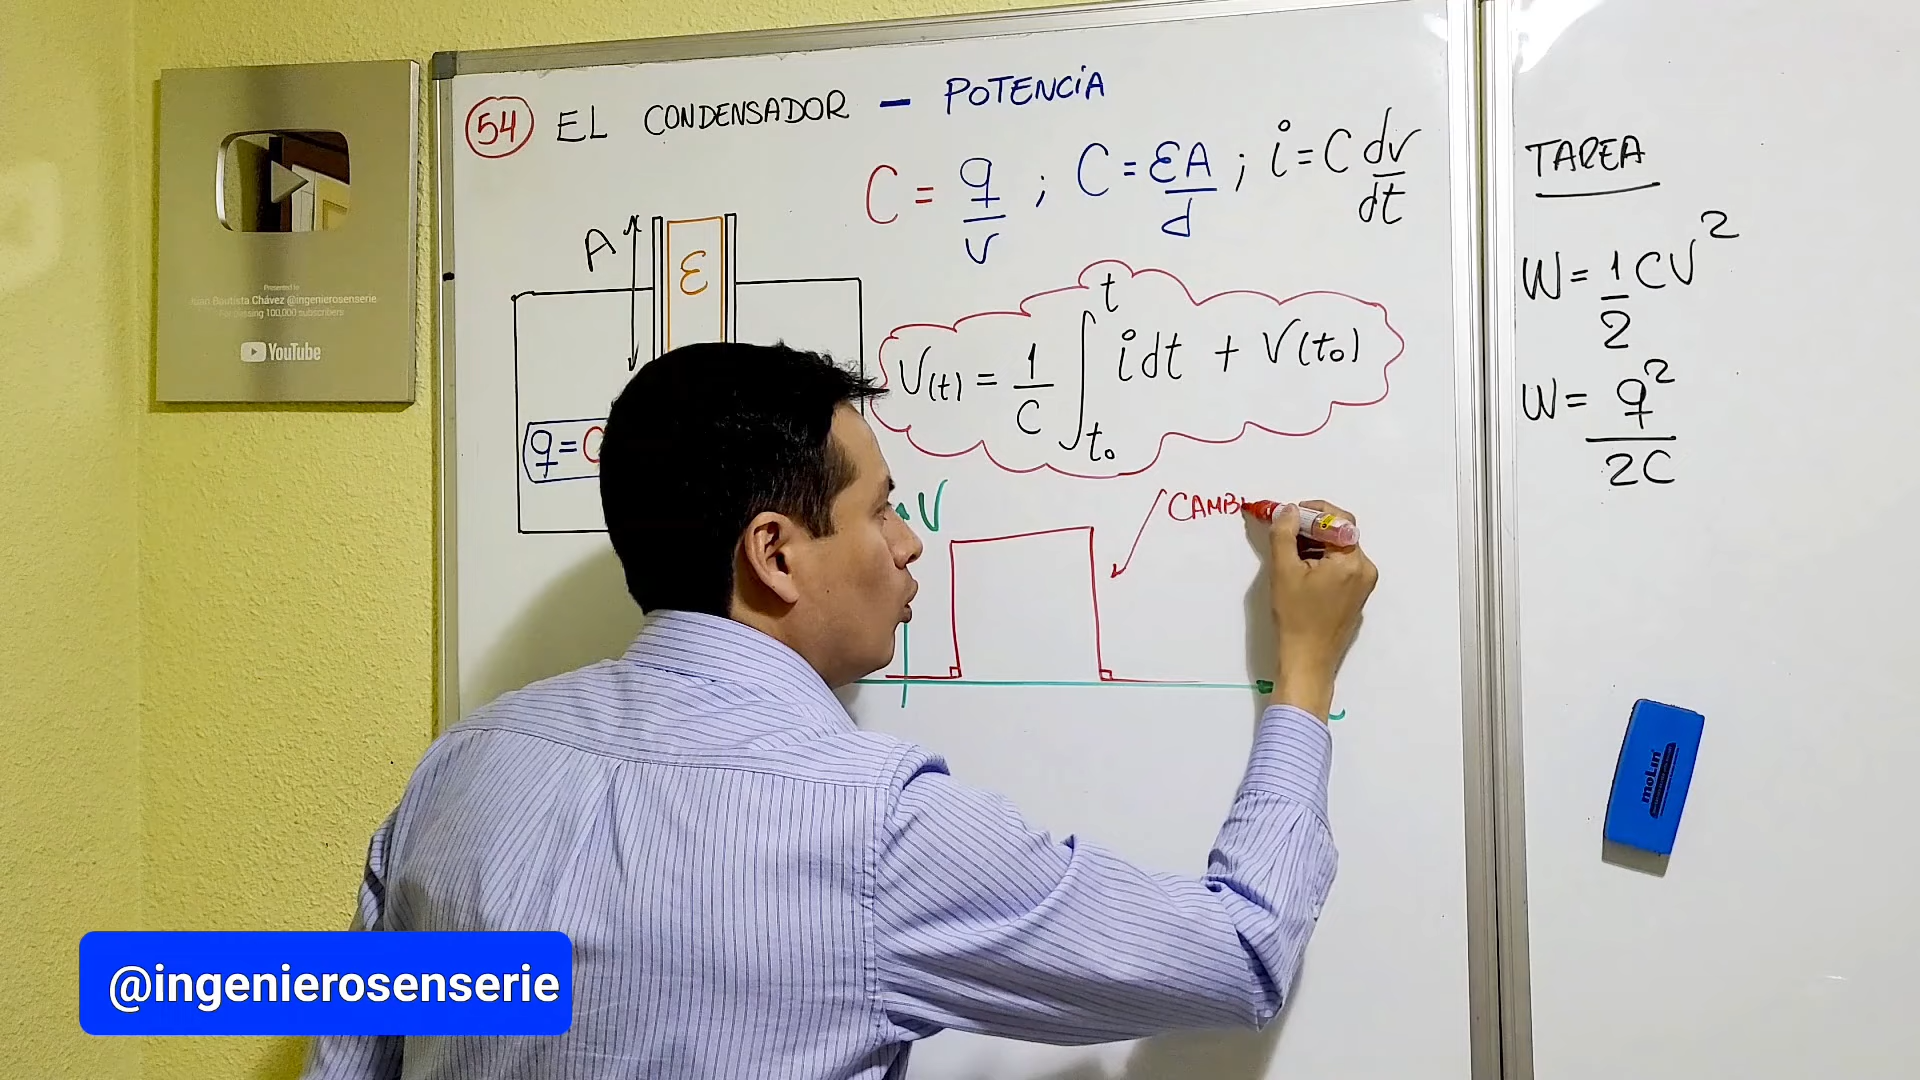 54 EL CONDENSADOR - POTENCIA
C = q/v ; C = εA/d ; i = C dv/dt
A
ε
V(t) = 1/C ∫ t t₀ i dt + V(t₀)
q = C
V
CAMB
TAREA
W = 1/2 CV²
W = q²/2C
Presented to
Juan Bautista Chávez @ingenierosenserie
For passing 100,000 subscribers
YouTube
molin
@ingenierosenserie